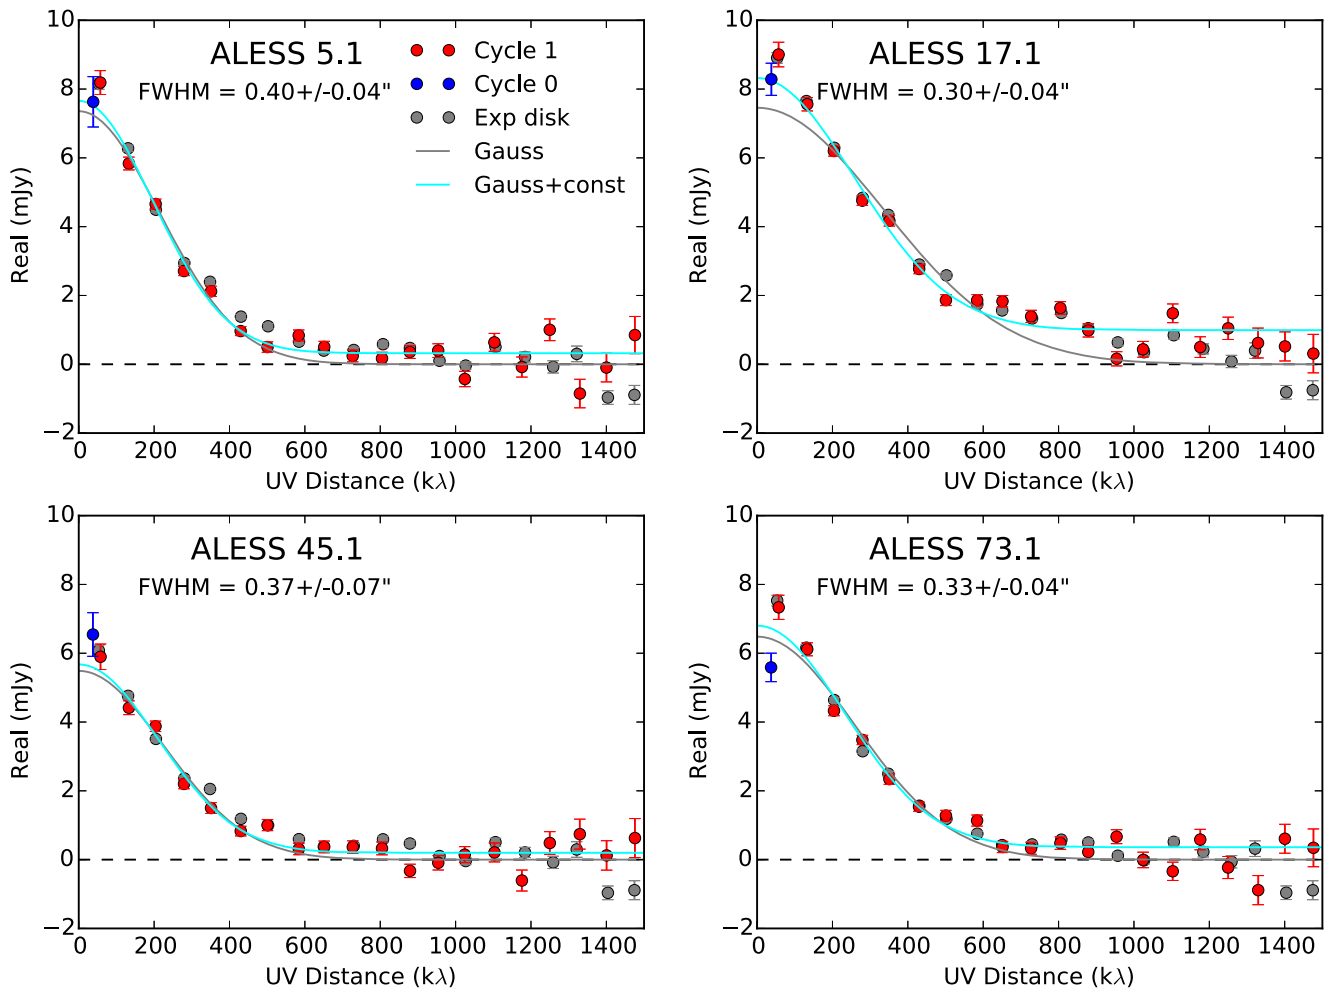 ALESS 5.1
FWHM = 0.40+/-0.04"
Cycle 1
Cycle 0
Exp disk
Gauss
Gauss+const
10
8
6
4
2
0
−2
Real (mJy)
0 200 400 600 800 1000 1200 1400
UV Distance (kλ)
ALESS 17.1
FWHM = 0.30+/-0.04"
10
8
6
4
2
0
−2
Real (mJy)
0 200 400 600 800 1000 1200 1400
UV Distance (kλ)
ALESS 45.1
FWHM = 0.37+/-0.07"
10
8
6
4
2
0
−2
Real (mJy)
0 200 400 600 800 1000 1200 1400
UV Distance (kλ)
ALESS 73.1
FWHM = 0.33+/-0.04"
10
8
6
4
2
0
−2
Real (mJy)
0 200 400 600 800 1000 1200 1400
UV Distance (kλ)